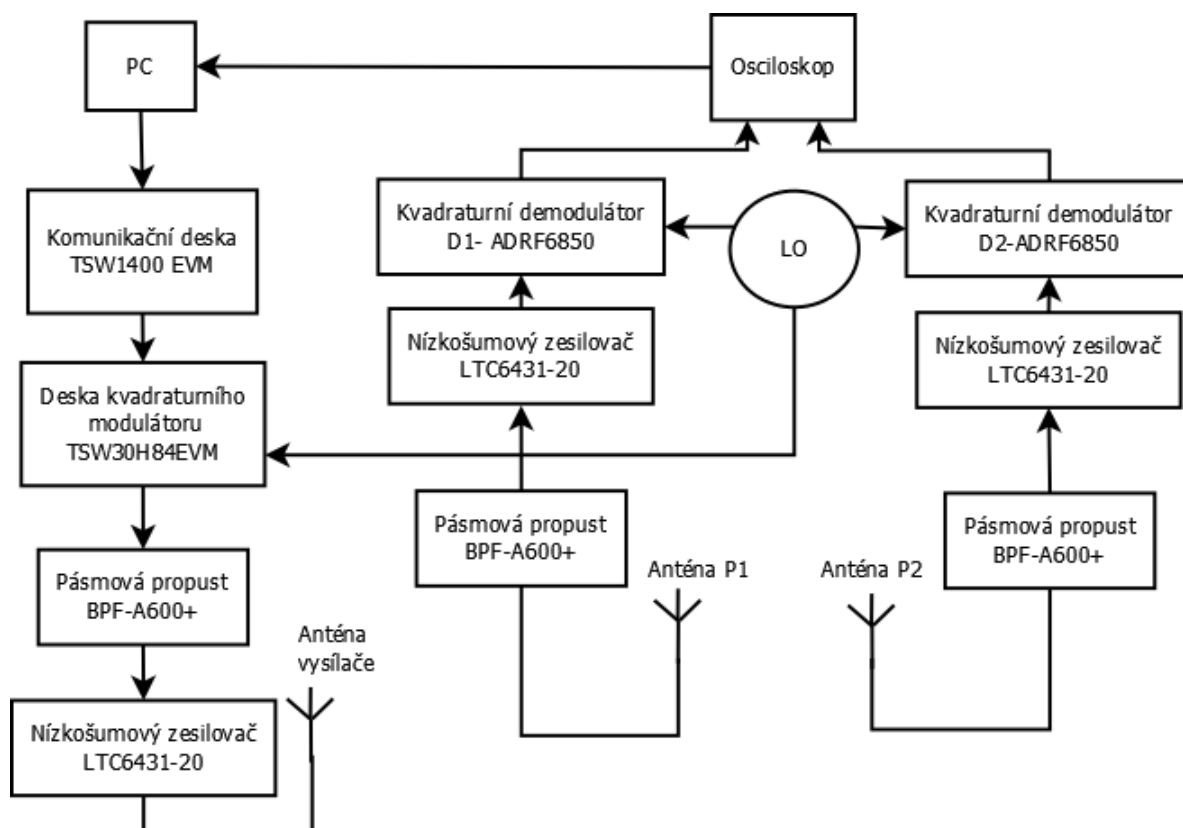 PC
Osciloskop
Komunikační deska
TSW1400 EVM
Kvadraturní demodulátor
D1- ADRF6850
LO
Kvadraturní demodulátor
D2-ADRF6850
Nízkošumový zesilovač
LTC6431-20
Nízkošumový zesilovač
LTC6431-20
Deska kvadraturního
modulátoru
TSW30H84EVM
Pásmová propust
BPF-A600+
Pásmová propust
BPF-A600+
Anténa P1
Anténa P2
Pásmová propust
BPF-A600+
Anténa
vysílače
Nízkošumový zesilovač
LTC6431-20